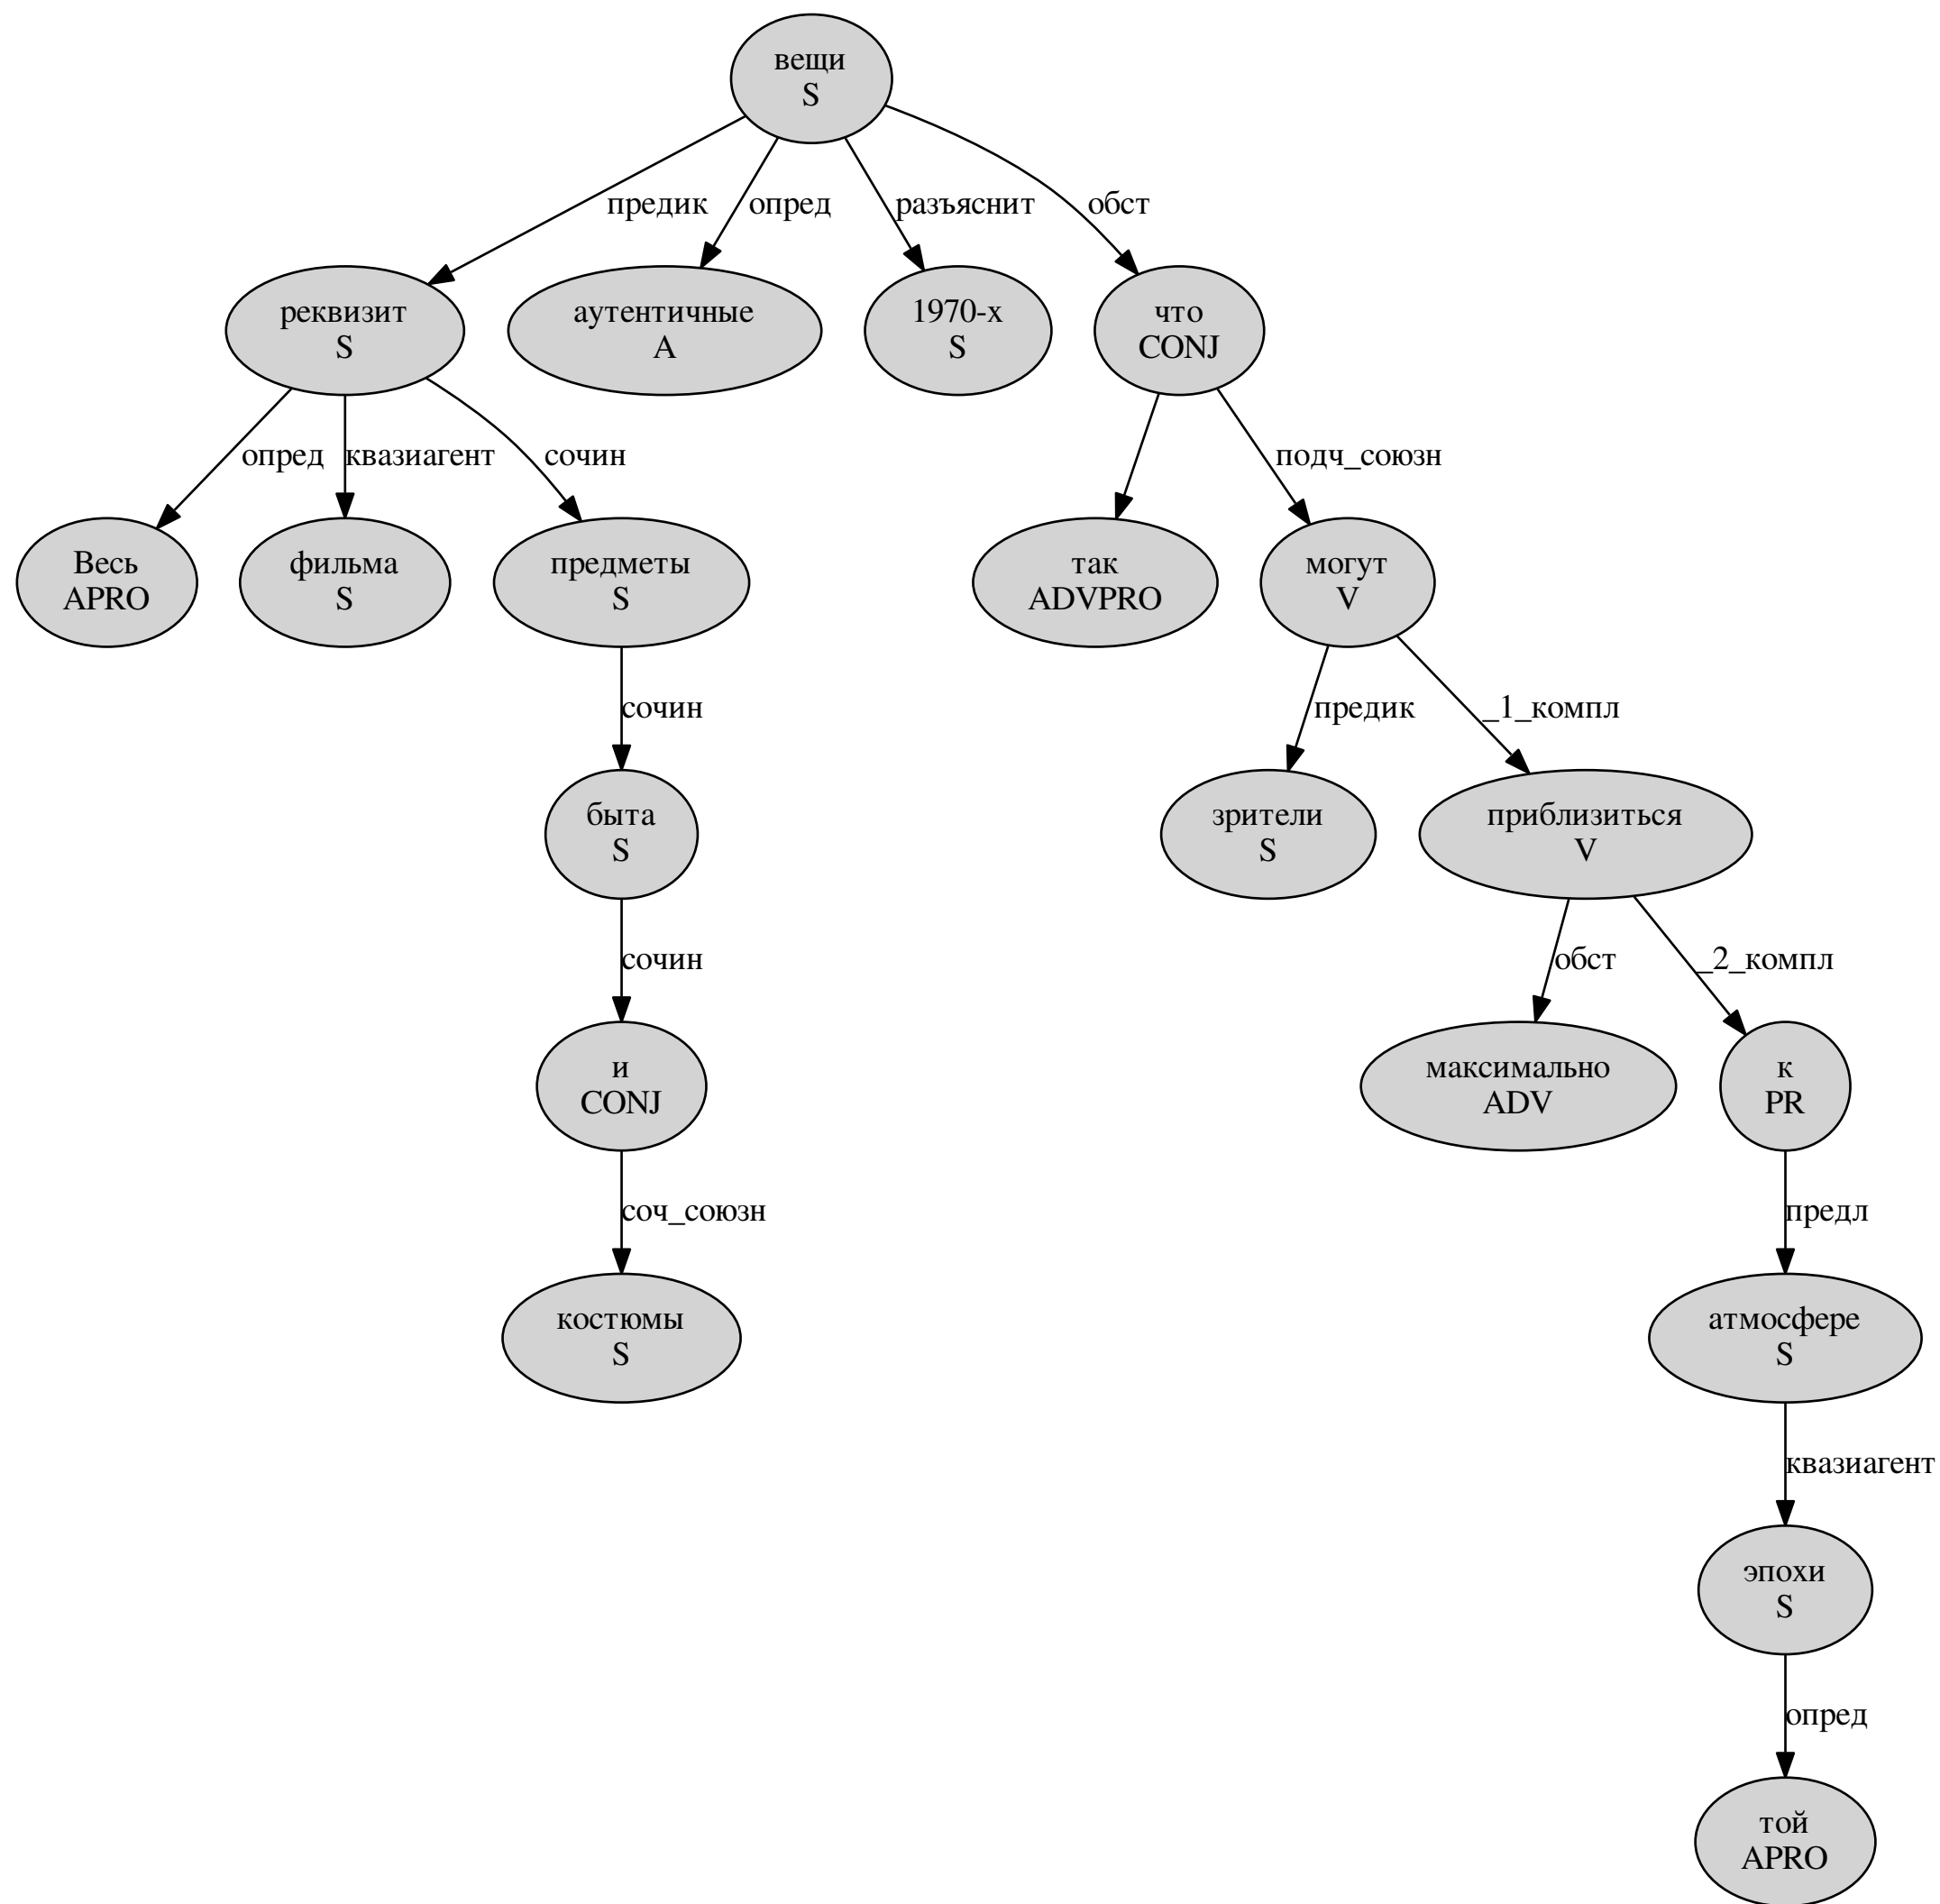 вещи
S
предик
опред
разъяснит
обст
реквизит
S
аутентичные
A
1970-х
S
что
CONJ
опред
квазиагент
сочин
подч_союзн
Весь
APRO
фильма
S
предметы
S
так
ADVPRO
могут
V
сочин
предик
_1_компл
быта
S
зрители
S
приблизиться
V
сочин
обст
_2_компл
и
CONJ
максимально
ADV
к
PR
соч_союзн
предл
костюмы
S
атмосфере
S
квазиагент
эпохи
S
опред
той
APRO